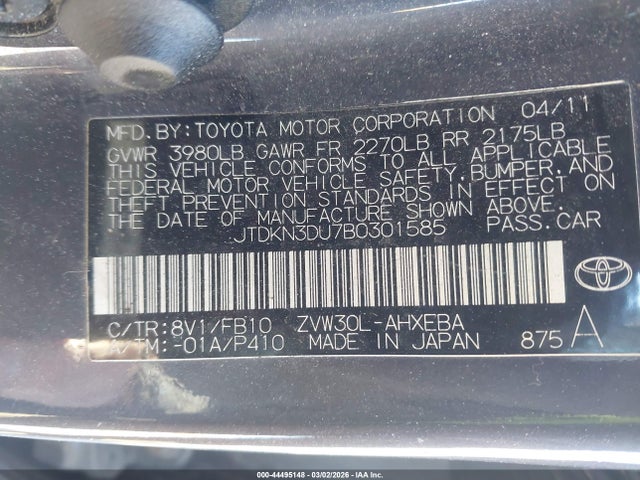 MFD. BY: TOYOTA MOTOR CORPORATION 04/11
GVWR 3980LB GAWR FR 2270LB RR 2175LB
THIS VEHICLE CONFORMS TO ALL APPLICABLE
FEDERAL MOTOR VEHICLE SAFETY, BUMPER, AND
THEFT PREVENTION STANDARDS IN EFFECT ON
THE DATE OF MANUFACTURE SHOWN ABOVE.
JTDKN3DU7B0301585 PASS.CAR
C/TR:8V1/FB10 ZVW30L-AHXEBA
A/TM:-01A/P410 MADE IN JAPAN 875 A
000-44495148 - 03/02/2026 - IAA Inc.